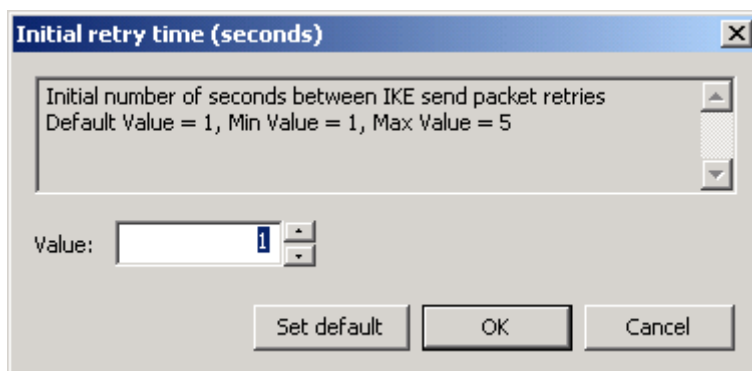 Initial retry time (seconds)
Initial number of seconds between IKE send packet retries
Default Value = 1, Min Value = 1, Max Value = 5
Value: 1
Set default OK Cancel